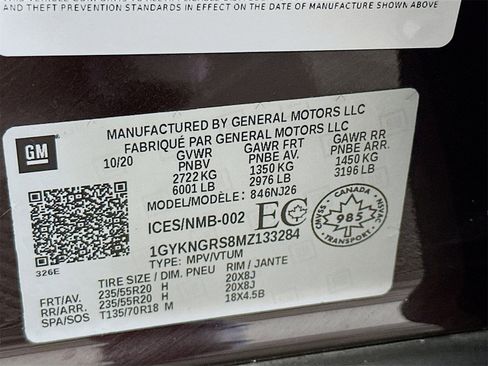 AND THEFT PREVENTION STANDARDS IN EFFECT ON THE DATE OF MANUFACTURE SHOWN ABOVE
MANUFACTURED BY GENERAL MOTORS LLC
FABRIQUÉ PAR GENERAL MOTORS LLC
GM
10/20
GVWR GAWR FRT GAWR RR
PNBV PNBE AV. PNBE ARR.
2722 KG 1350 KG 1450 KG
6001 LB 2976 LB 3196 LB
MODEL/MODÈLE: 846NJ26
ICES/NMB-002 EC
CANADA
985
TRANSPORT
1GYKNGRS8MZ133284
TYPE: MPV/VTUM
326E
TIRE SIZE / DIM. PNEU RIM / JANTE
FRT/AV. 235/55R20 H 20X8J
RR/ARR. 235/55R20 H 20X8J
SPA/SOS T135/70R18 M 18X4.5B